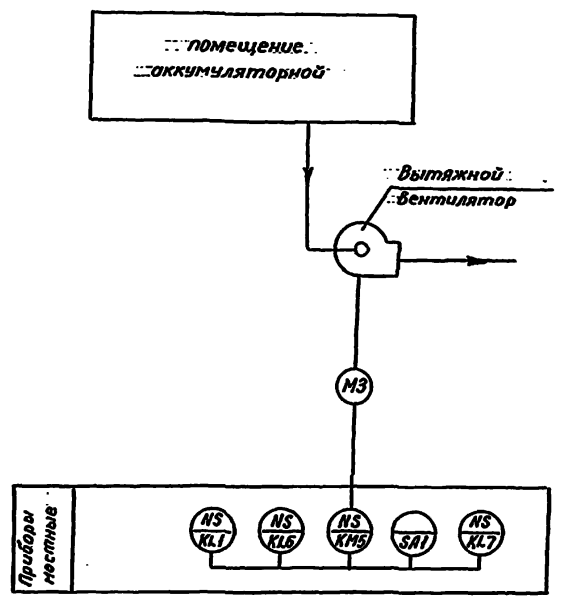 помещение
аккумуляторной
Вытяжной
вентилятор
М3
Приборы
местные
NS
KL1
NS
KL6
NS
KM5
SA1
NS
KL7